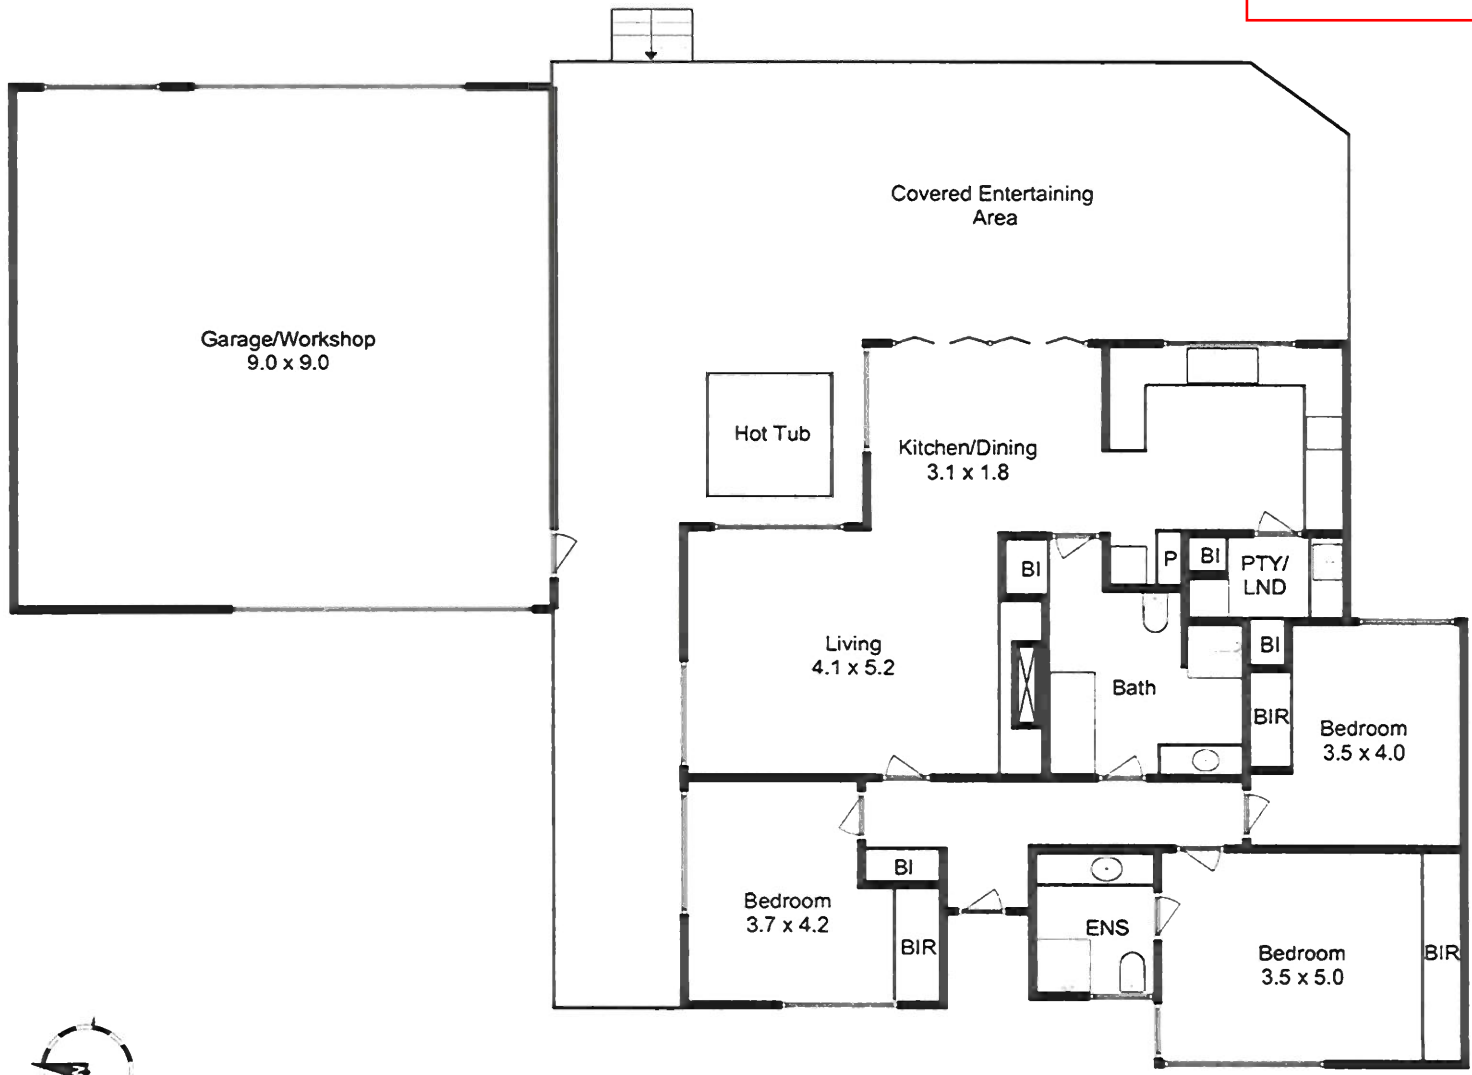 Covered Entertaining
Area
Garage/Workshop
9.0 x 9.0
Hot Tub
Kitchen/Dining
3.1 x 1.8
BI
P
BI
PTY/
LND
Living
4.1 x 5.2
BI
Bath
BIR
Bedroom
3.5 x 4.0
BI
Bedroom
3.7 x 4.2
BIR
ENS
Bedroom
3.5 x 5.0
BIR